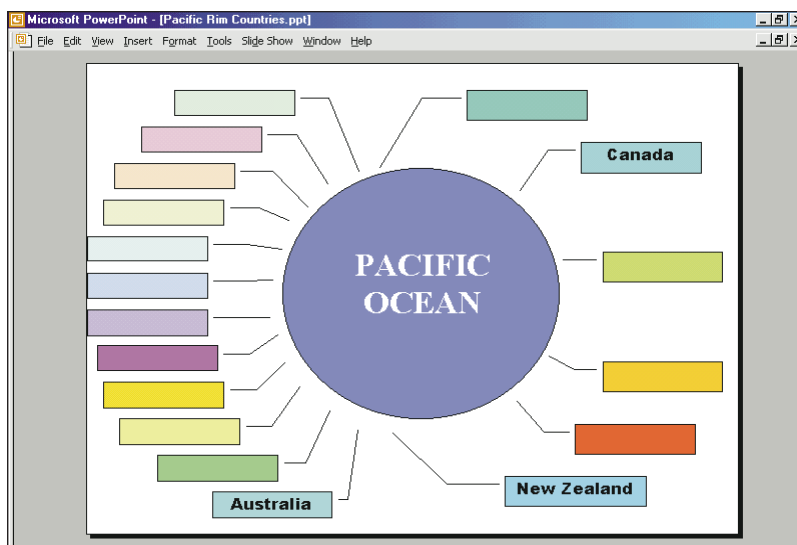 Microsoft PowerPoint - [Pacific Rim Countries.ppt]
File Edit View Insert Format Tools Slide Show Window Help
Canada
PACIFIC
OCEAN
New Zealand
Australia